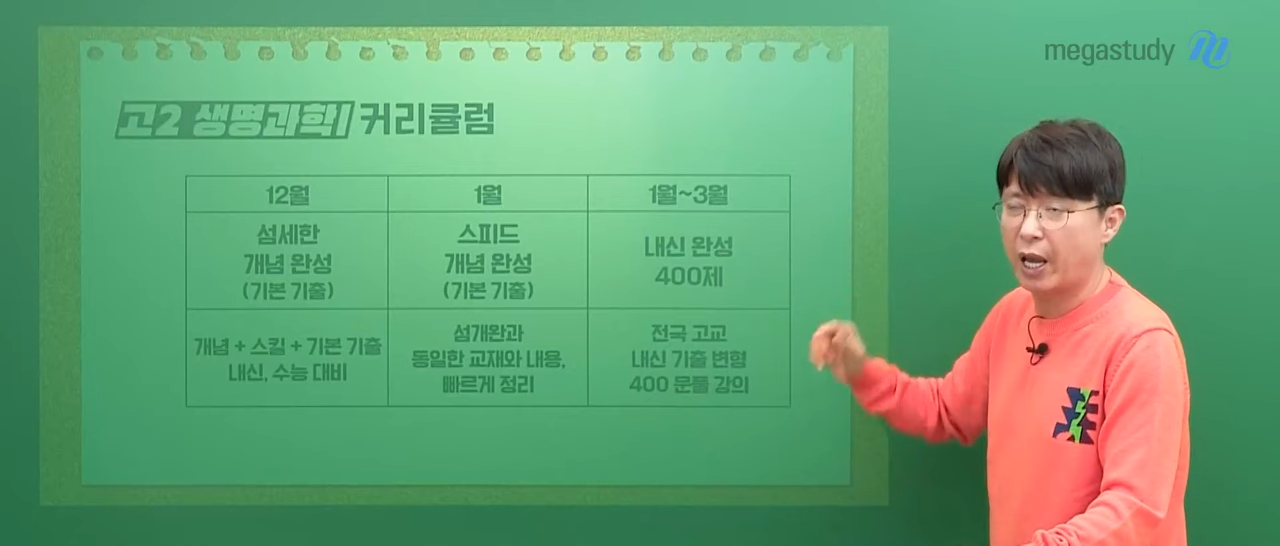 megastudy
고2 생명과학I 커리큘럼
12월
1월
1월~3월
섬세한
개념 완성
(기본 기출)
스피드
개념 완성
(기본 기출)
내신 완성
400제
개념 + 스킬 + 기본 기출
내신, 수능 대비
섬개완과
동일한 교재와 내용,
빠르게 정리
전국 고교
내신 기출 변형
400 문풀 강의